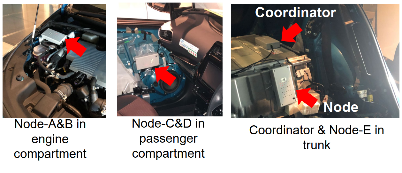 Coordinator
Node
Node-A&B in
engine
compartment
Node-C&D in
passenger
compartment
Coordinator & Node-E in
trunk